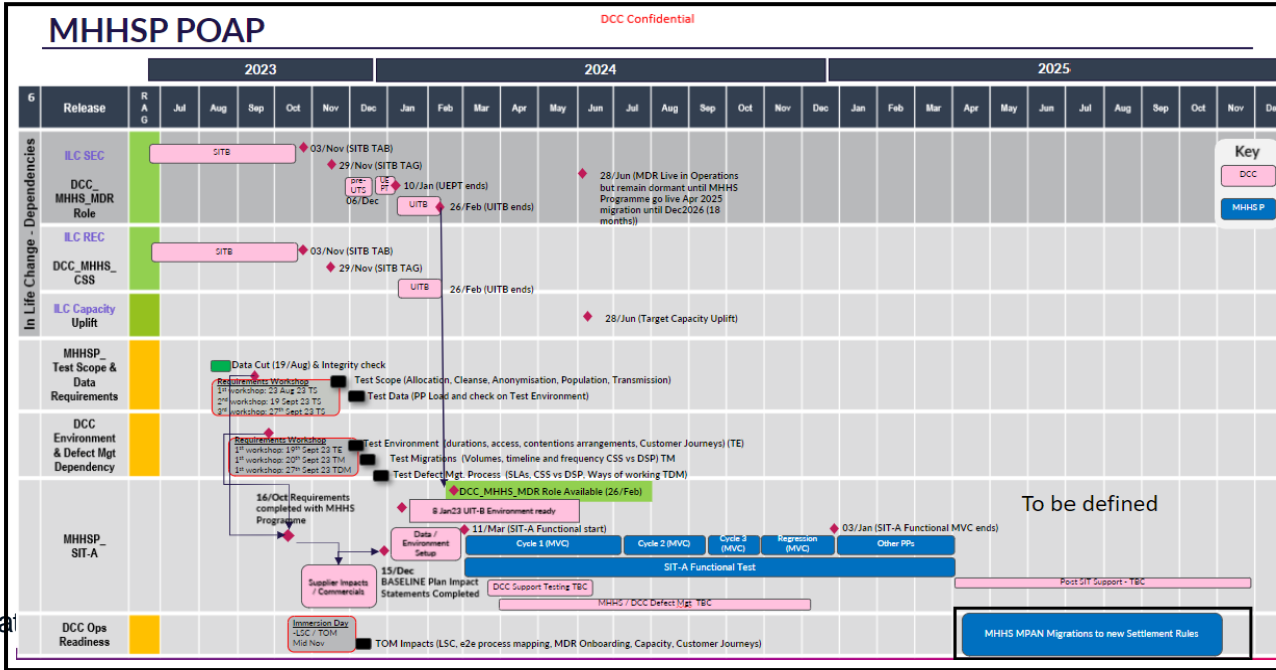 DCC Confidential
MHHSP POAP
2023
2024
2025
6
Release
R
A
G
Jul
Aug
Sep
Oct
Nov
Dec
Jan
Feb
Mar
Apr
May
Jun
Jul
Aug
Sep
Oct
Nov
Dec
Jan
Feb
Mar
Apr
May
Jun
Jul
Aug
Sep
Oct
Nov
In Life Change - Dependencies
ILC SEC
DCC_
MHHS_MDR
Role
SITB
03/Nov (SITB TAB)
29/Nov (SITB TAG)
pre-
UTS
06/Dec
UE
PT
10/Jan (UEPT ends)
UITB
26/Feb (UITB ends)
28/Jun (MDR Live in Operations
but remain dormant until MHHS
Programme go live Apr 2025
migration until Dec2026 (18
months))
Key
DCC
MHHS P
ILC REC
DCC_MHHS_
CSS
SITB
03/Nov (SITB TAB)
29/Nov (SITB TAG)
UITB
26/Feb (UITB ends)
ILC Capacity
Uplift
28/Jun (Target Capacity Uplift)
MHHSP_
Test Scope &
Data
Requirements
Data Cut (19/Aug) & Integrity check
Requirements Workshop
1st workshop: 23 Aug 23 TS
2nd workshop: 19 Sept 23 TS
3rd workshop: 27th Sept 23 TS
Test Scope (Allocation, Cleanse, Anonymisation, Population, Transmission)
Test Data (PP Load and check on Test Environment)
DCC
Environment
& Defect Mgt
Dependency
Requirements Workshop
1st workshop: 19th Sept 23 TE
1st workshop: 20th Sept 23 TM
1st workshop: 27th Sept 23 TDM
Test Environment (durations, access, contentions arrangements, Customer Journeys) (TE)
Test Migrations (Volumes, timeline and frequency CSS vs DSP) TM
Test Defect Mgt. Process (SLAs, CSS vs DSP, Ways of working TDM)
MHHSP_
SIT-A
16/Oct Requirements
completed with MHHS
Programme
DCC_MHHS_MDR Role Available (26/Feb)
8 Jan23 UIT-B Environment ready
To be defined
Data /
Environment
Setup
11/Mar (SIT-A Functional start)
03/Jan (SIT-A Functional MVC ends)
Cycle 1 (MVC)
Cycle 2 (MVC)
Cycle 3
(MVC)
Regression
(MVC)
Other PPs
SIT-A Functional Test
Supplier Impacts
/ Commercials
15/Dec
BASELINE Plan Impact
Statements Completed
DCC Support Testing TBC
MHHS / DCC Defect Mgt TBC
Post SIT Support - TBC
DCC Ops
Readiness
Immersion Day
-LSC / TOM
Mid Nov
TOM Impacts (LSC, e2e process mapping, MDR Onboarding, Capacity, Customer Journeys)
MHHS MPAN Migrations to new Settlement Rules